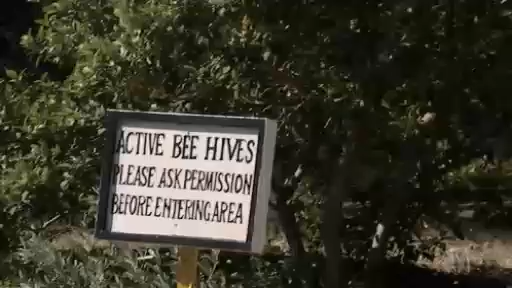 ACTIVE BEE HIVES
PLEASE ASK PERMISSION
BEFORE ENTERING AREA